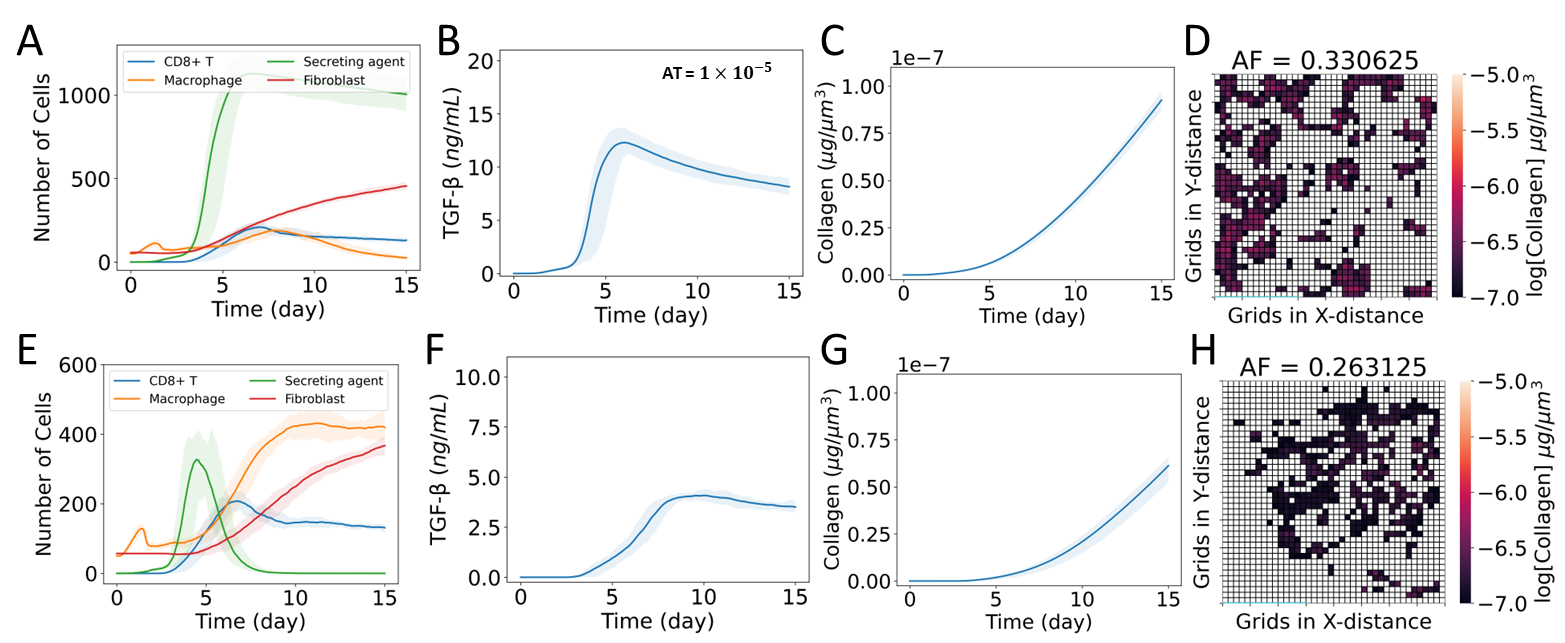 A
CD8+ T
Macrophage
Secreting agent
Fibroblast
1000
500
0
Number of Cells
0 5 10 15
Time (day)
B
AT = 1 × 10⁻⁵
20
15
10
5
0
TGF-β (ng/mL)
0 5 10 15
Time (day)
C
1e−7
1.00
0.75
0.50
0.25
0.00
Collagen (μg/μm³)
0 5 10 15
Time (day)
D
AF = 0.330625
Grids in Y-distance
Grids in X-distance
−5.0
−5.5
−6.0
−6.5
−7.0
log[Collagen] μg/μm³
E
CD8+ T
Macrophage
Secreting agent
Fibroblast
600
400
200
0
Number of Cells
0 5 10 15
Time (day)
F
10.0
7.5
5.0
2.5
0.0
TGF-β (ng/mL)
0 5 10 15
Time (day)
G
1e−7
1.00
0.75
0.50
0.25
0.00
Collagen (μg/μm³)
0 5 10 15
Time (day)
H
AF = 0.263125
Grids in Y-distance
Grids in X-distance
−5.0
−5.5
−6.0
−6.5
−7.0
log[Collagen] μg/μm³